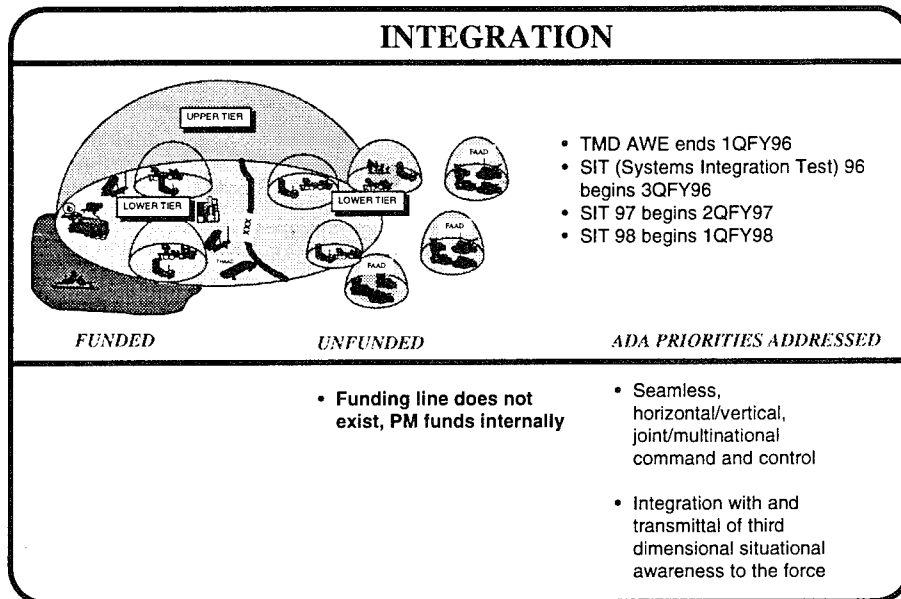 INTEGRATION
UPPER TIER
LOWER TIER
XXX
LOWER TIER
FAAD
FAAD
FAAD
• TMD AWE ends 1QFY96
• SIT (Systems Integration Test) 96
begins 3QFY96
• SIT 97 begins 2QFY97
• SIT 98 begins 1QFY98
FUNDED
UNFUNDED
ADA PRIORITIES ADDRESSED
• Funding line does not
exist, PM funds internally
• Seamless,
horizontal/vertical,
joint/multinational
command and control
• Integration with and
transmittal of third
dimensional situational
awareness to the force